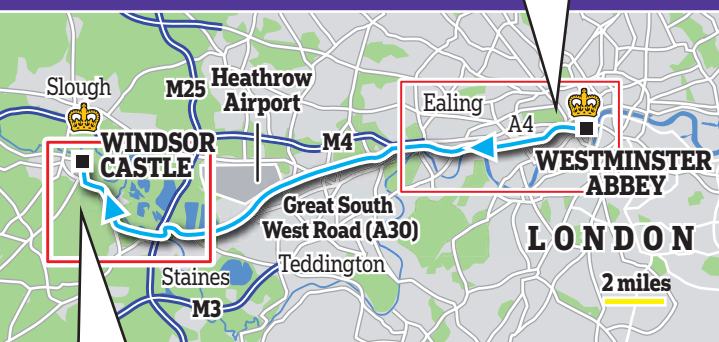 Slough
M25
Heathrow
Airport
Ealing
A4
WINDSOR
CASTLE
M4
WESTMINSTER
ABBEY
Great South
West Road (A30)
LONDON
Staines
Teddington
2 miles
M3